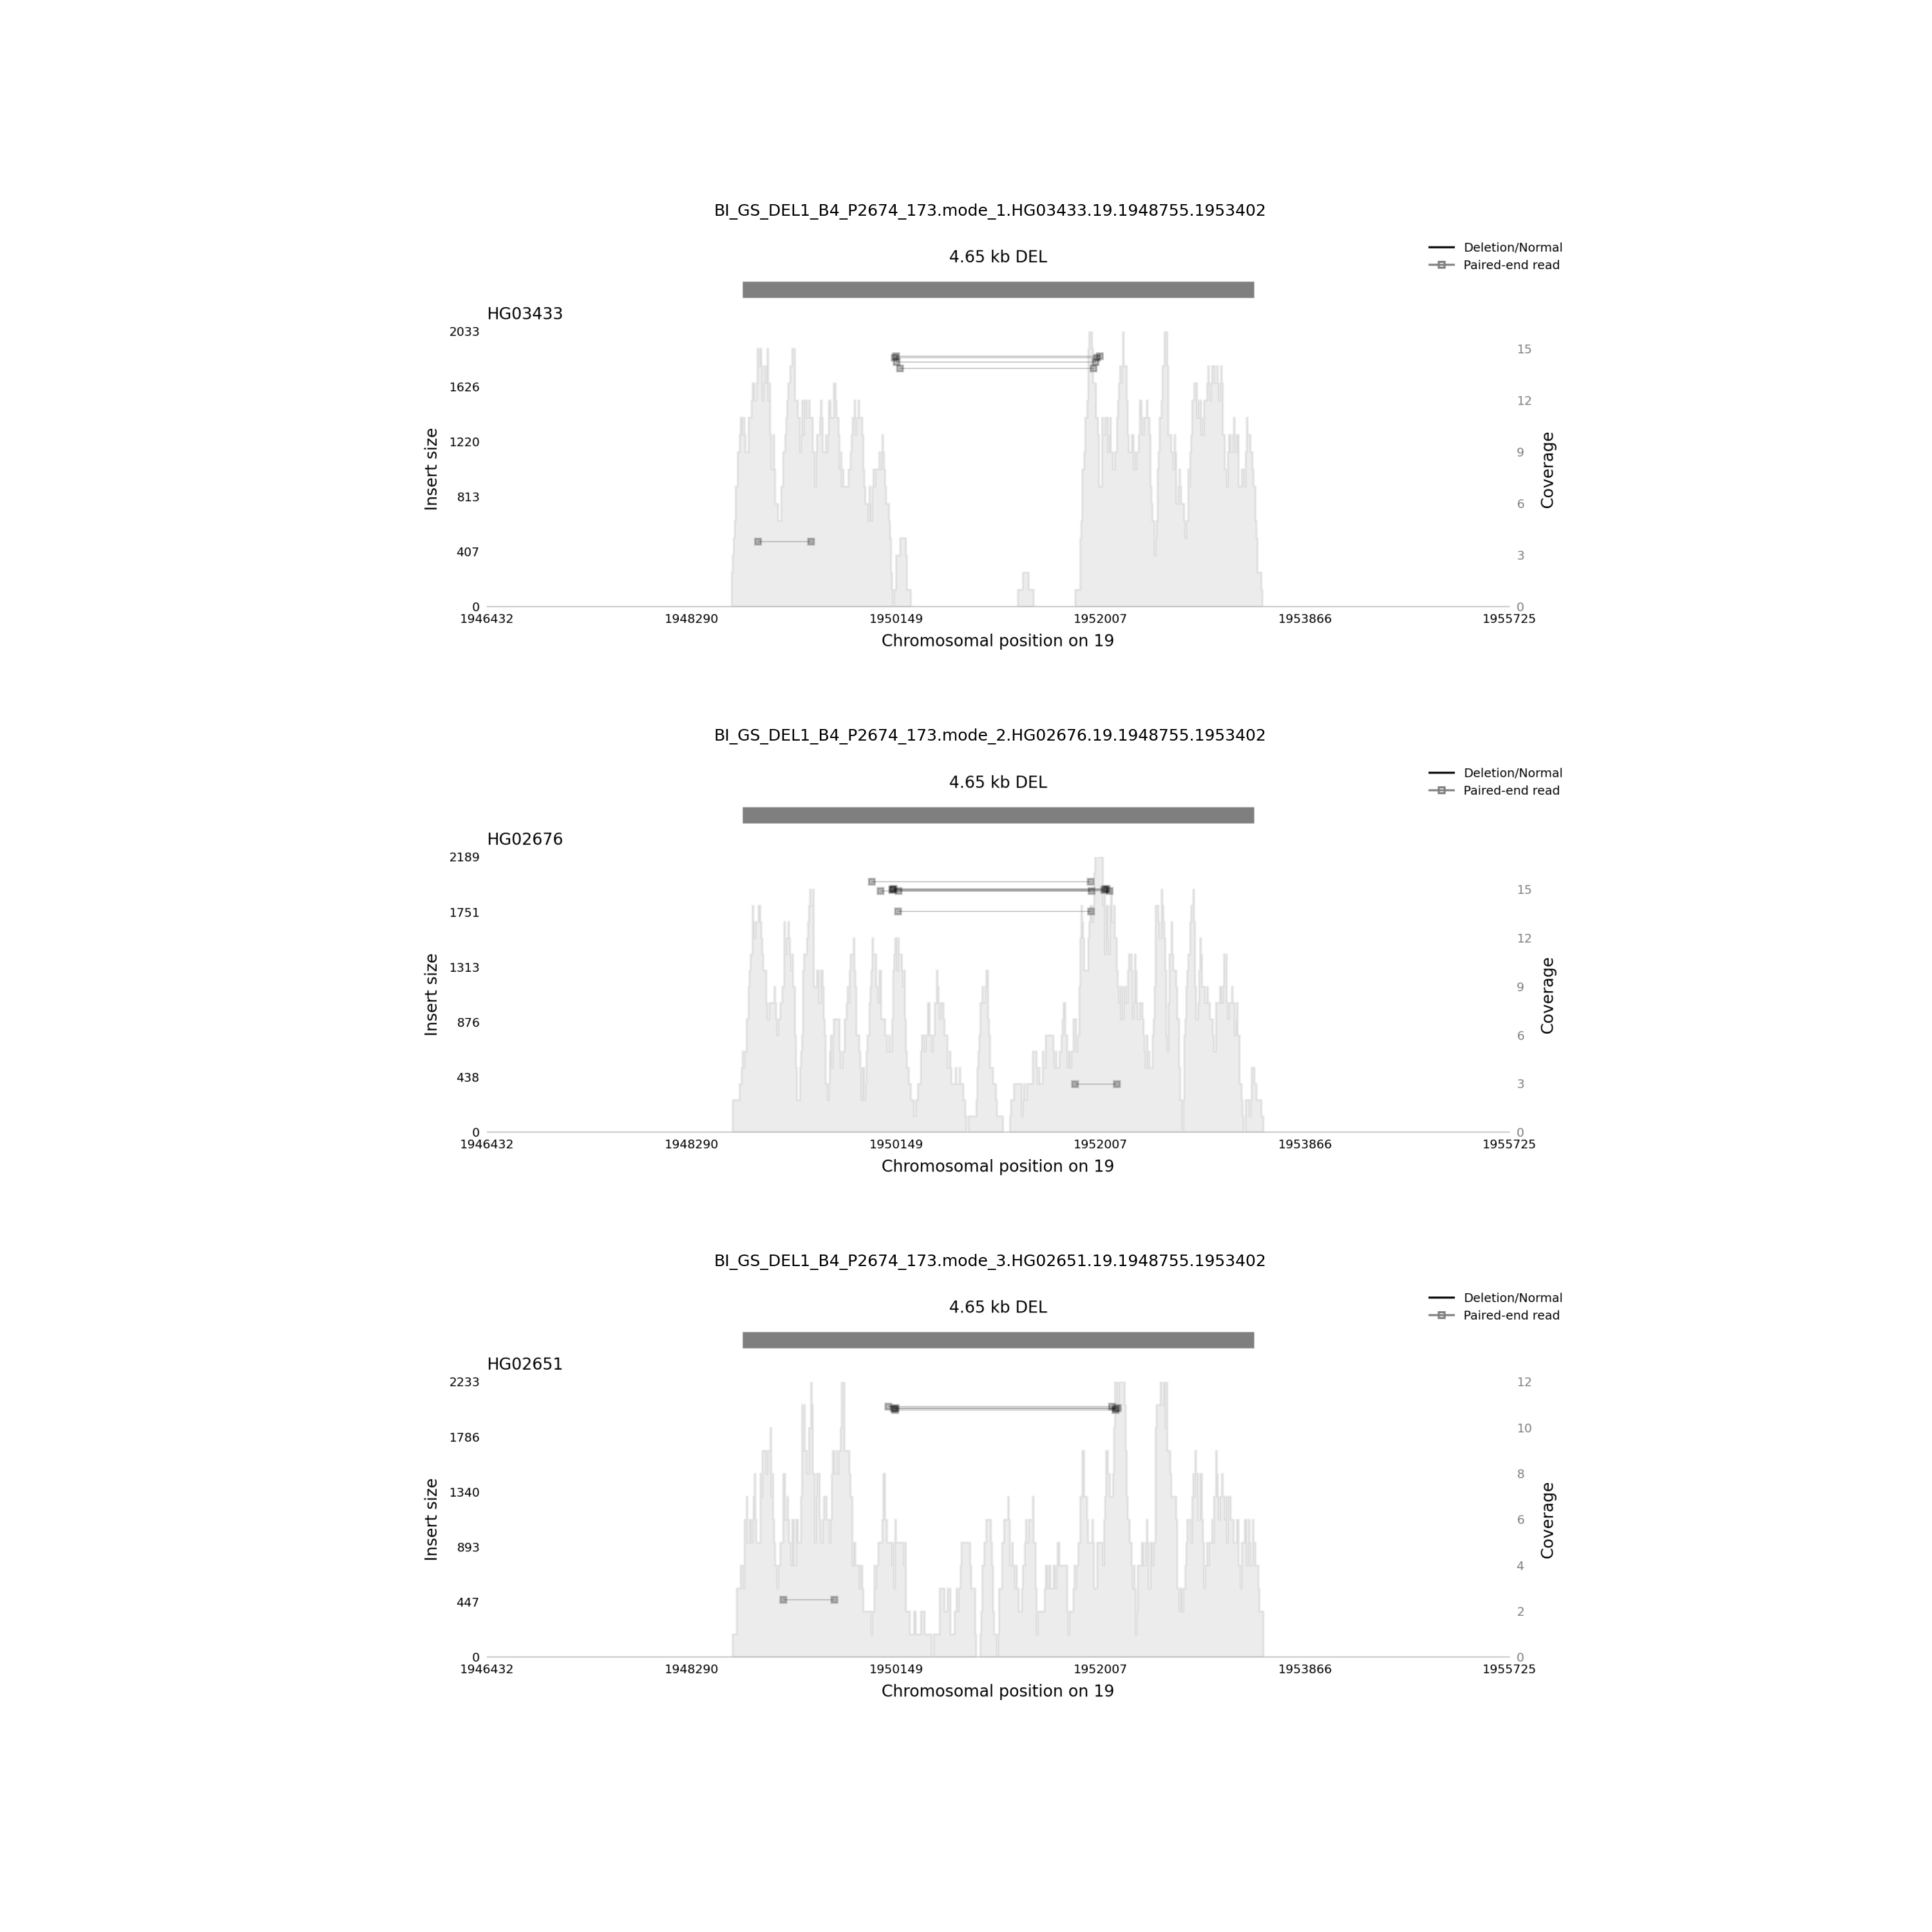 BI_GS_DEL1_B4_P2674_173.mode_1.HG03433.19.1948755.1953402
4.65 kb DEL
Deletion/Normal
Paired-end read
HG03433
2033
1626
1220
813
407
0
Insert size
15
12
9
6
3
0
Coverage
1946432 1948290 1950149 1952007 1953866 1955725
Chromosomal position on 19
BI_GS_DEL1_B4_P2674_173.mode_2.HG02676.19.1948755.1953402
4.65 kb DEL
Deletion/Normal
Paired-end read
HG02676
2189
1751
1313
876
438
0
Insert size
15
12
9
6
3
0
Coverage
1946432 1948290 1950149 1952007 1953866 1955725
Chromosomal position on 19
BI_GS_DEL1_B4_P2674_173.mode_3.HG02651.19.1948755.1953402
4.65 kb DEL
Deletion/Normal
Paired-end read
HG02651
2233
1786
1340
893
447
0
Insert size
12
10
8
6
4
2
0
Coverage
1946432 1948290 1950149 1952007 1953866 1955725
Chromosomal position on 19